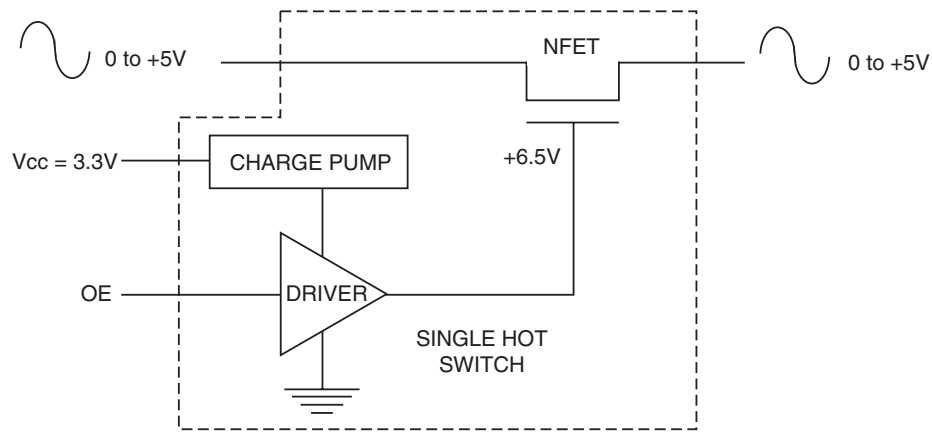 NFET
0 to +5V
0 to +5V
Vcc = 3.3V
CHARGE PUMP
+6.5V
OE
DRIVER
SINGLE HOT
SWITCH